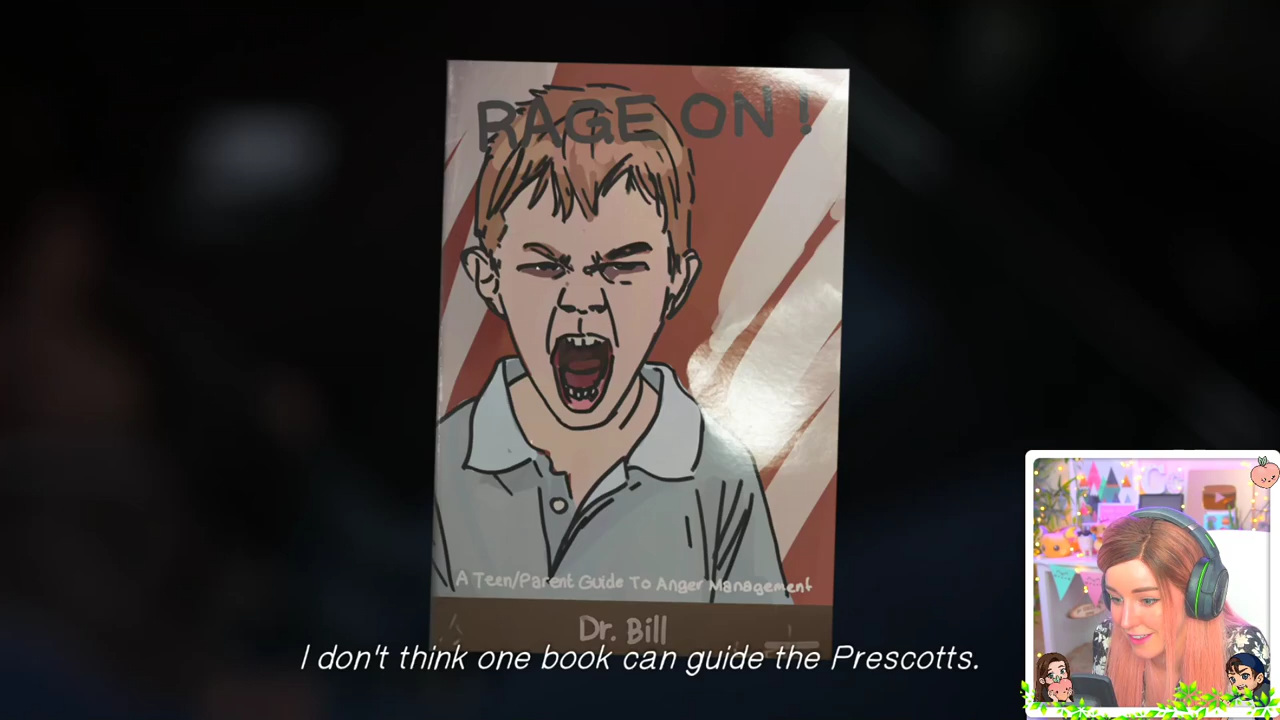 RAGE ON !
A Teen/Parent Guide To Anger Management
Dr. Bill
I don't think one book can guide the Prescotts.